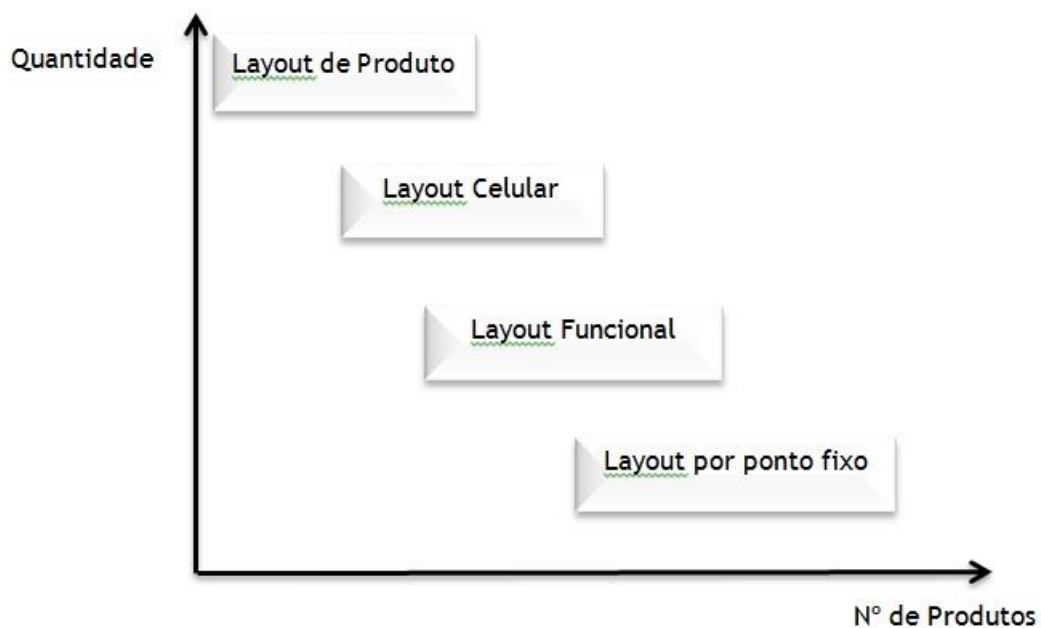 Quantidade
Layout de Produto
Layout Celular
Layout Funcional
Layout por ponto fixo
Nº de Produtos